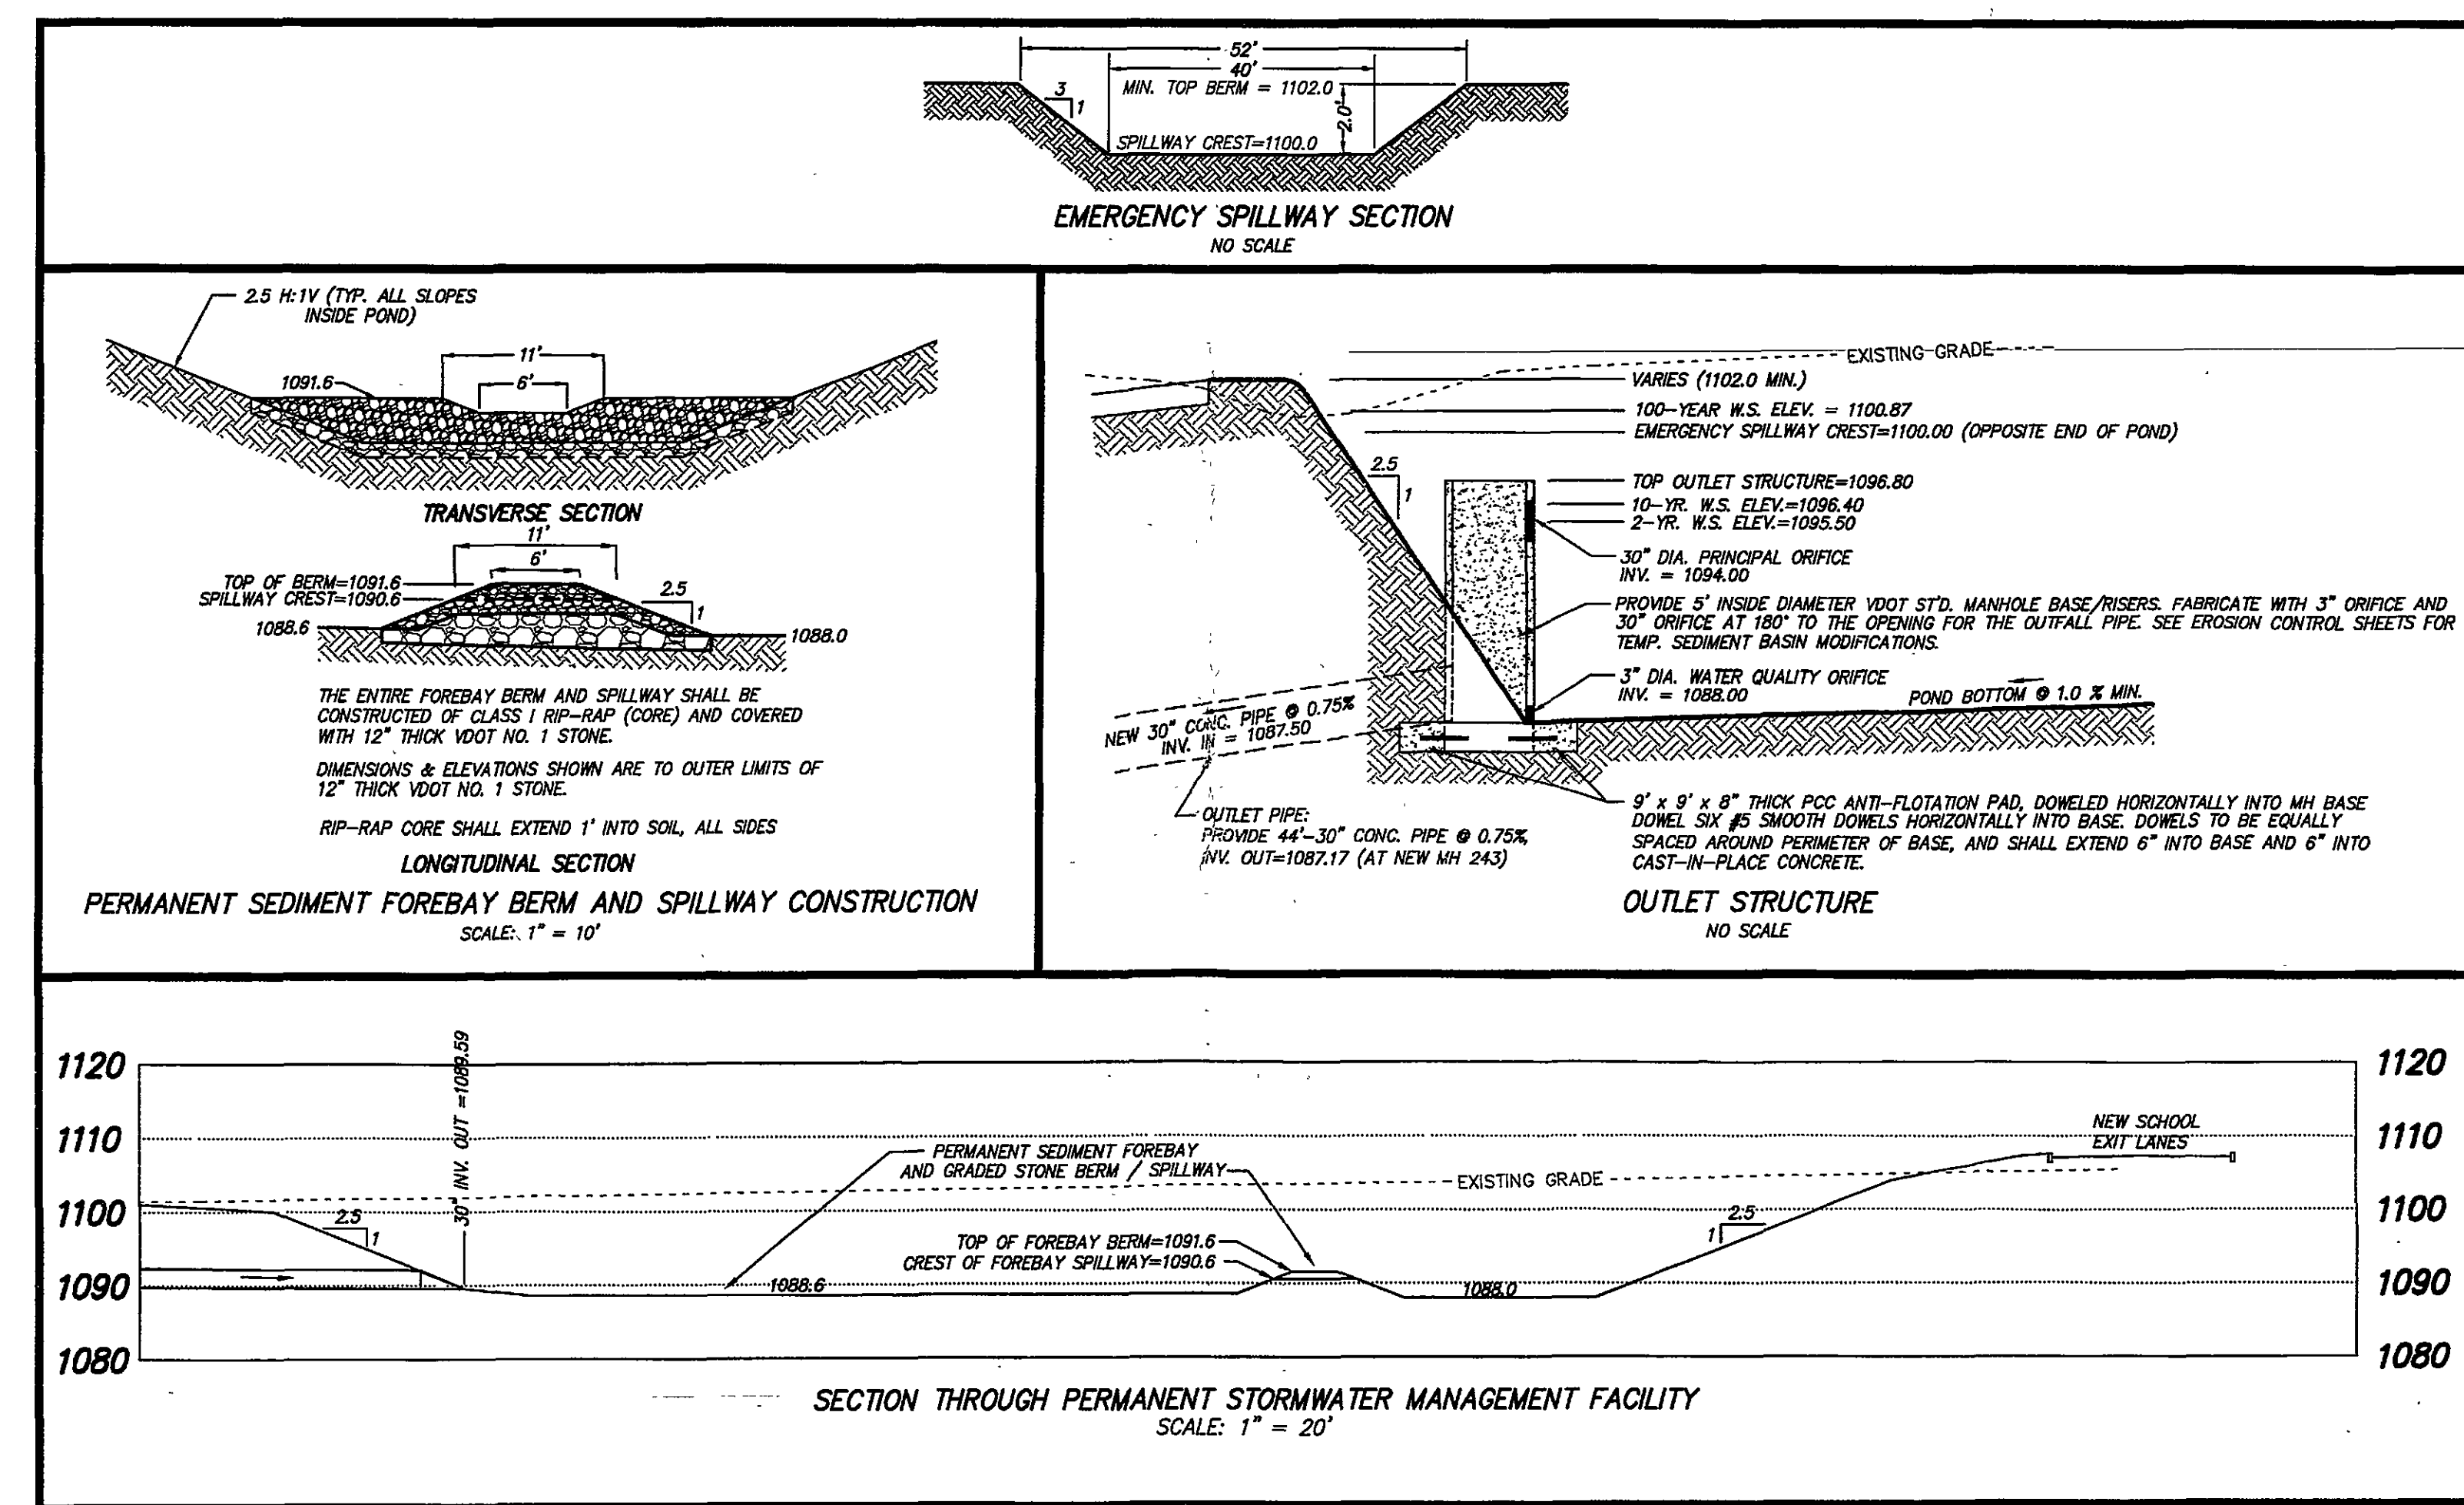 52'
40'
3
1
MIN. TOP BERM = 1102.0
2.0'
SPILLWAY CREST=1100.0
EMERGENCY SPILLWAY SECTION
NO SCALE
2.5 H:1V (TYP. ALL SLOPES
INSIDE POND)
11'
6'
1091.6
TRANSVERSE SECTION
11'
6'
TOP OF BERM=1091.6
SPILLWAY CREST=1090.6
2.5
1
1088.6
1088.0
THE ENTIRE FOREBAY BERM AND SPILLWAY SHALL BE
CONSTRUCTED OF CLASS I RIP-RAP (CORE) AND COVERED
WITH 12" THICK VDOT NO. 1 STONE.
DIMENSIONS & ELEVATIONS SHOWN ARE TO OUTER LIMITS OF
12" THICK VDOT NO. 1 STONE.
RIP-RAP CORE SHALL EXTEND 1' INTO SOIL, ALL SIDES
LONGITUDINAL SECTION
PERMANENT SEDIMENT FOREBAY BERM AND SPILLWAY CONSTRUCTION
SCALE: 1" = 10'
EXISTING GRADE
VARIES (1102.0 MIN.)
100-YEAR W.S. ELEV. = 1100.87
EMERGENCY SPILLWAY CREST=1100.00 (OPPOSITE END OF POND)
2.5
1
TOP OUTLET STRUCTURE=1096.80
10-YR. W.S. ELEV.=1096.40
2-YR. W.S. ELEV.=1095.50
30" DIA. PRINCIPAL ORIFICE
INV. = 1094.00
PROVIDE 5' INSIDE DIAMETER VDOT ST'D. MANHOLE BASE/RISERS. FABRICATE WITH 3" ORIFICE AND
30" ORIFICE AT 180° TO THE OPENING FOR THE OUTFALL PIPE. SEE EROSION CONTROL SHEETS FOR
TEMP. SEDIMENT BASIN MODIFICATIONS.
3" DIA. WATER QUALITY ORIFICE
INV. = 1088.00
POND BOTTOM @ 1.0 % MIN.
NEW 30" CONC. PIPE @ 0.75%
INV. IN = 1087.50
OUTLET PIPE:
PROVIDE 44'-30" CONC. PIPE @ 0.75%,
INV. OUT=1087.17 (AT NEW MH 243)
9' x 9' x 8" THICK PCC ANTI-FLOTATION PAD, DOWELED HORIZONTALLY INTO MH BASE
DOWEL SIX #5 SMOOTH DOWELS HORIZONTALLY INTO BASE. DOWELS TO BE EQUALLY
SPACED AROUND PERIMETER OF BASE, AND SHALL EXTEND 6" INTO BASE AND 6" INTO
CAST-IN-PLACE CONCRETE.
OUTLET STRUCTURE
NO SCALE
1120
1110
1100
1090
1080
30" INV. OUT =1089.59
2.5
1
PERMANENT SEDIMENT FOREBAY
AND GRADED STONE BERM / SPILLWAY
EXISTING GRADE
TOP OF FOREBAY BERM=1091.6
CREST OF FOREBAY SPILLWAY=1090.6
1088.6
1088.0
2.5
1
NEW SCHOOL
EXIT LANES
1120
1110
1100
1090
1080
SECTION THROUGH PERMANENT STORMWATER MANAGEMENT FACILITY
SCALE: 1" = 20'